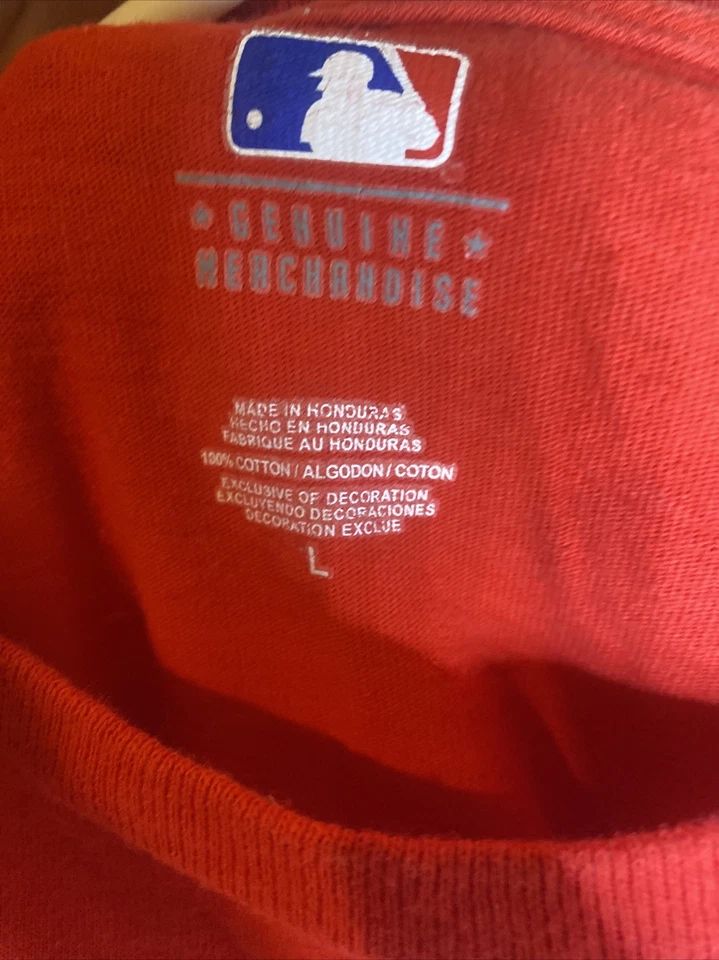 ★ GENUINE ★
MERCHANDISE
MADE IN HONDURAS
HECHO EN HONDURAS
FABRIQUE AU HONDURAS
100% COTTON / ALGODON / COTON
EXCLUSIVE OF DECORATION
EXCLUYENDO DECORACIONES
DECORATION EXCLUE
L